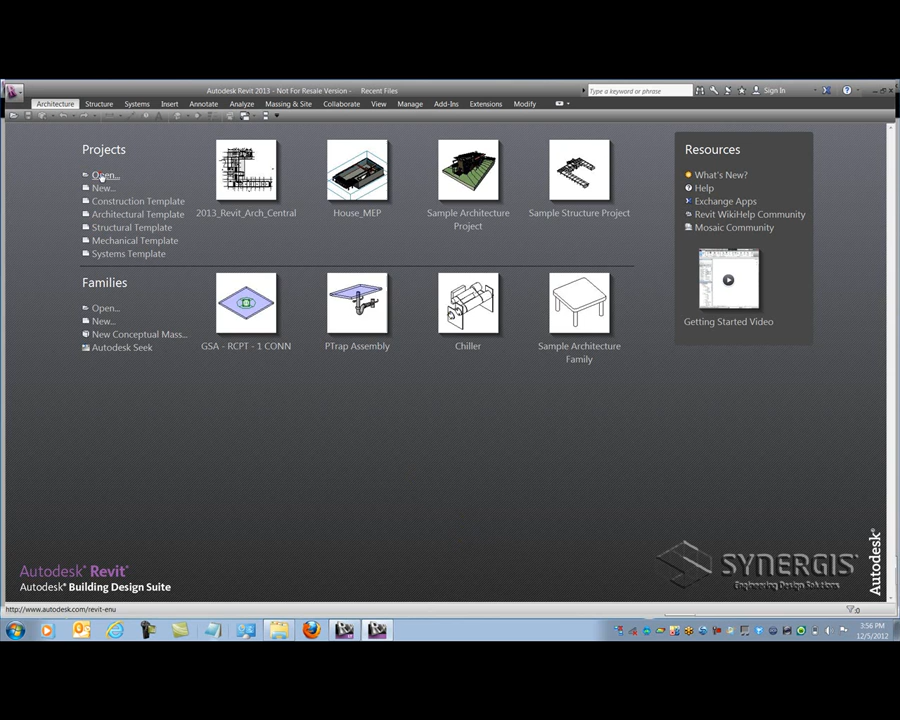 Autodesk Revit 2013 - Not For Resale Version - Recent Files
Type a keyword or phrase
Sign In
Architecture Structure Systems Insert Annotate Analyze Massing & Site Collaborate View Manage Add-Ins Extensions Modify
Projects
Open...
New...
Construction Template
Architectural Template
Structural Template
Mechanical Template
Systems Template
2013_Revit_Arch_Central
House_MEP
Sample Architecture
Project
Sample Structure Project
Families
Open...
New...
New Conceptual Mass...
Autodesk Seek
GSA - RCPT - 1 CONN
PTrap Assembly
Chiller
Sample Architecture
Family
Resources
What's New?
Help
Exchange Apps
Revit WikiHelp Community
Mosaic Community
Getting Started Video
Autodesk® Revit®
Autodesk® Building Design Suite
SYNERGIS
Engineering Design Solutions
Autodesk®
http://www.autodesk.com/revit-enu
:0
3:56 PM
12/5/2012